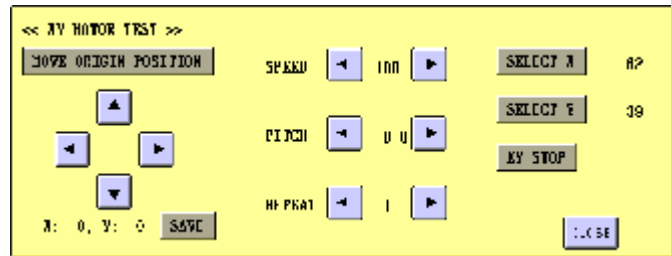 << XY MOTOR TEST >>
MOVE ORIGIN POSITION
SPEED 100
SELECT X
PITCH
SELECT Y 39
XY STOP
REPEAT 1
X: 0, Y: 0 SAVE
CLOSE